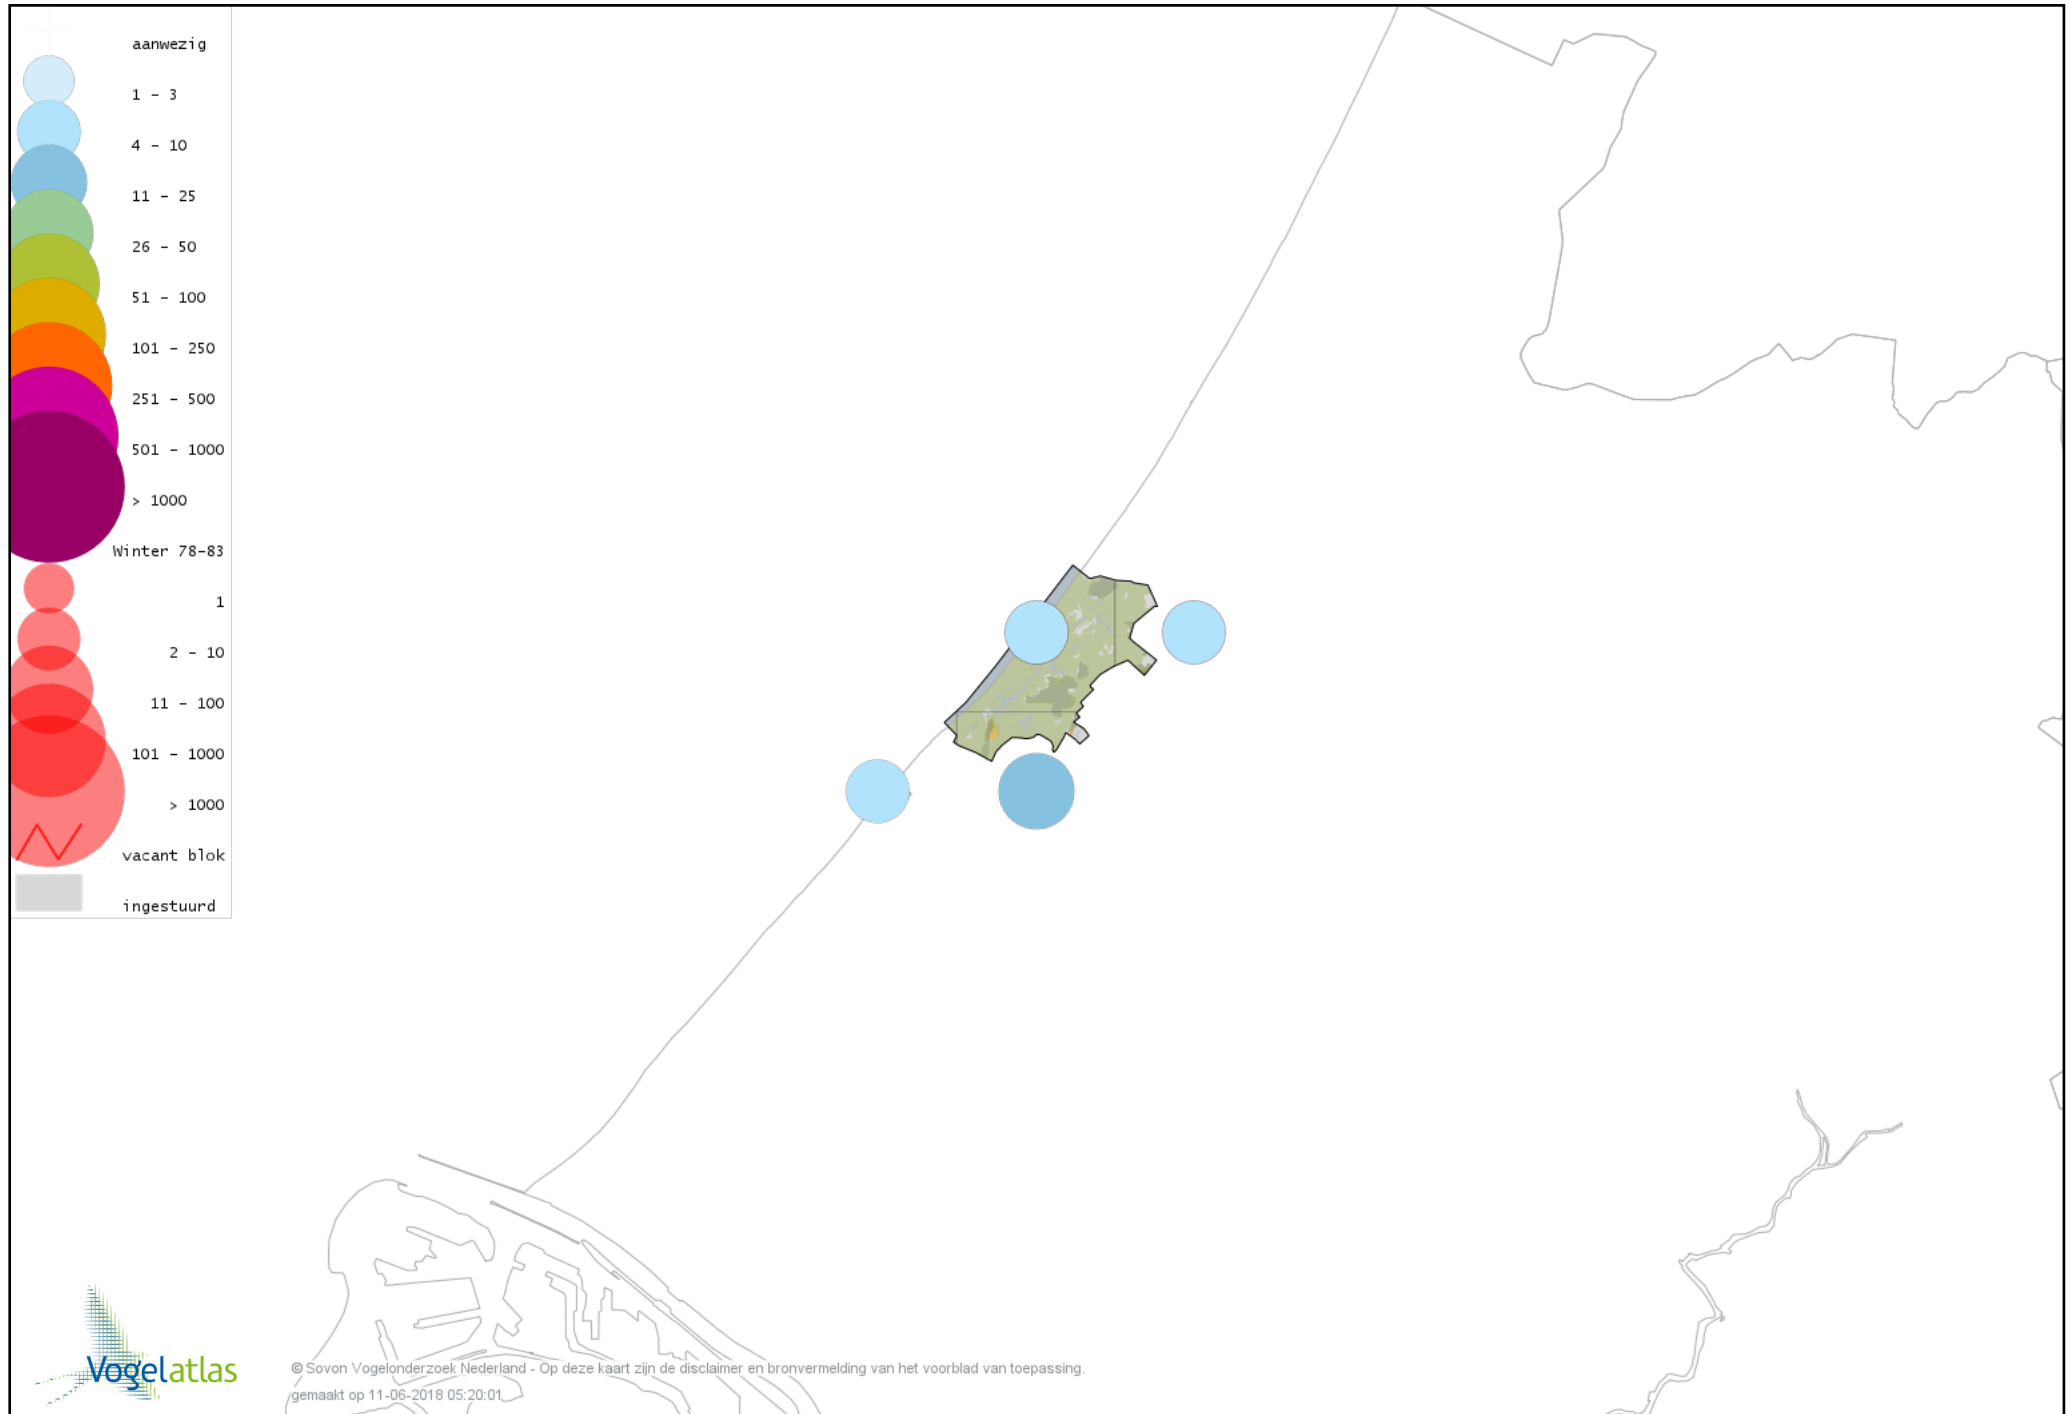 aanwezig
1 - 3
4 - 10
11 - 25
26 - 50
51 - 100
101 - 250
251 - 500
501 - 1000
> 1000
Winter 78-83
1
2 - 10
11 - 100
101 - 1000
> 1000
vacant blok
ingestuurd
Vogelatlas
© Sovon Vogelonderzoek Nederland - Op deze kaart zijn de disclaimer en bronvermelding van het voorblad van toepassing.
gemaakt op 11-06-2018 05:20:01